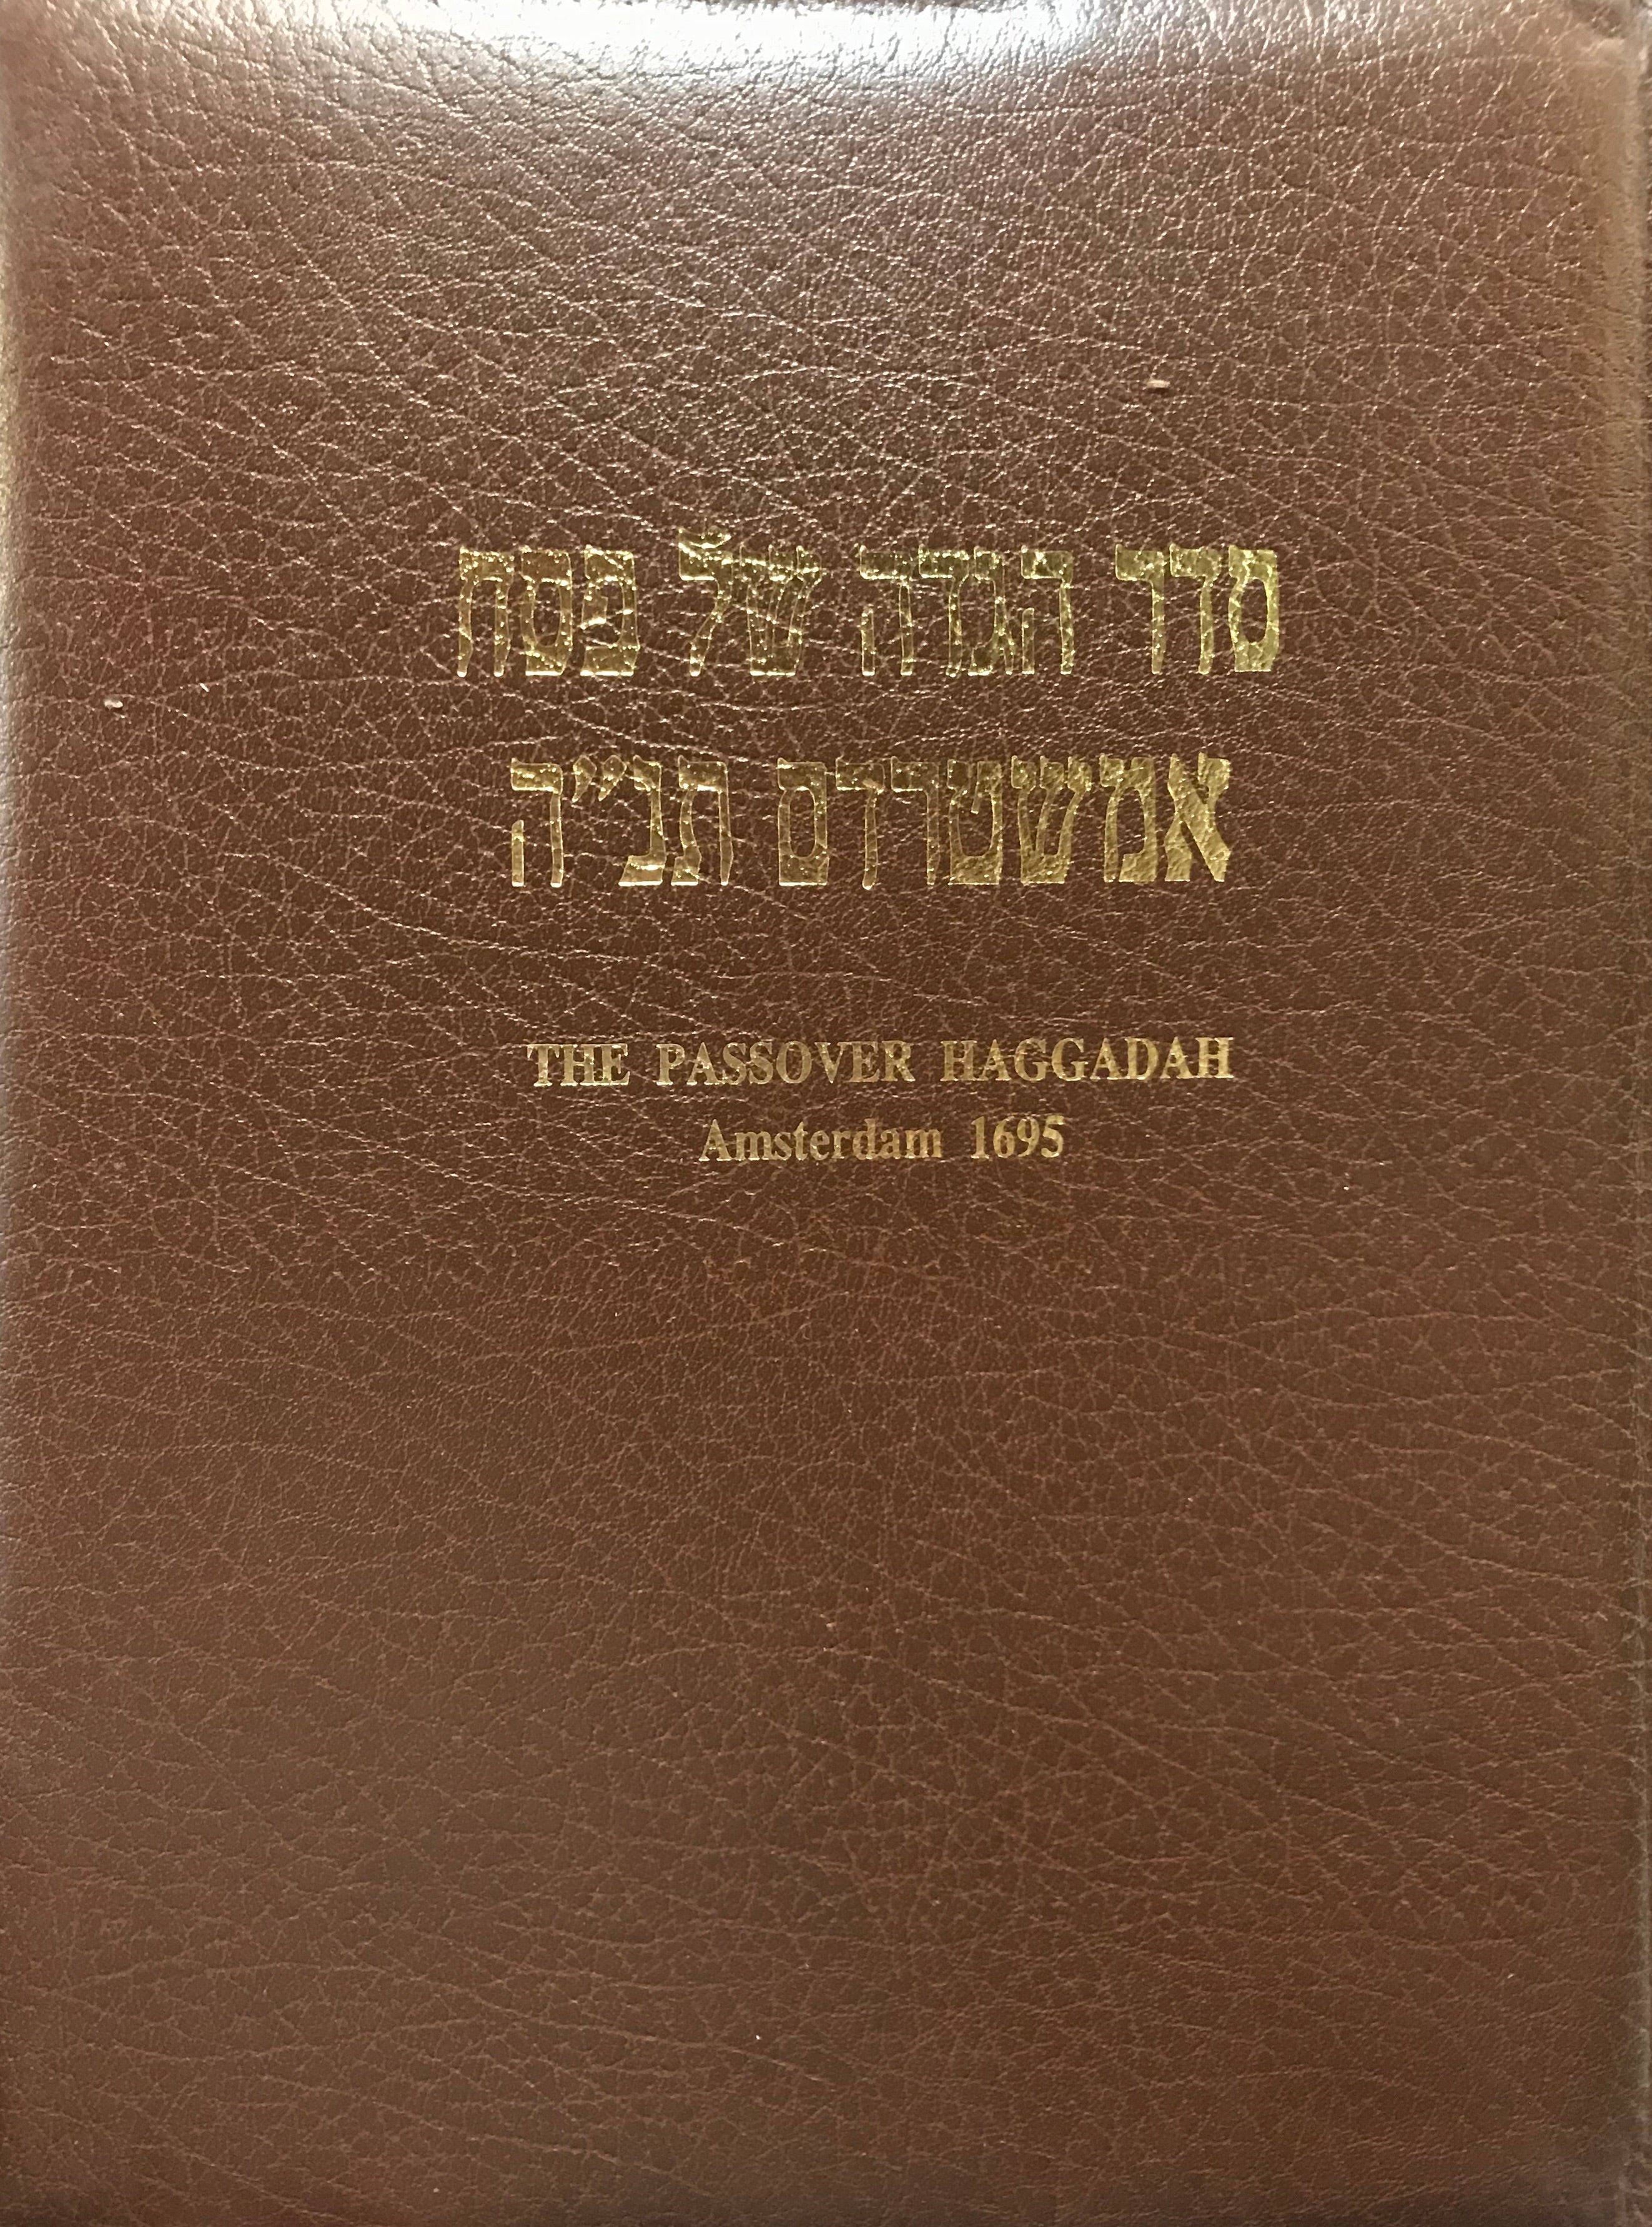 סדר הגדה של פסח
אמשטרדם תנ״ה
THE PASSOVER HAGGADAH
Amsterdam 1695